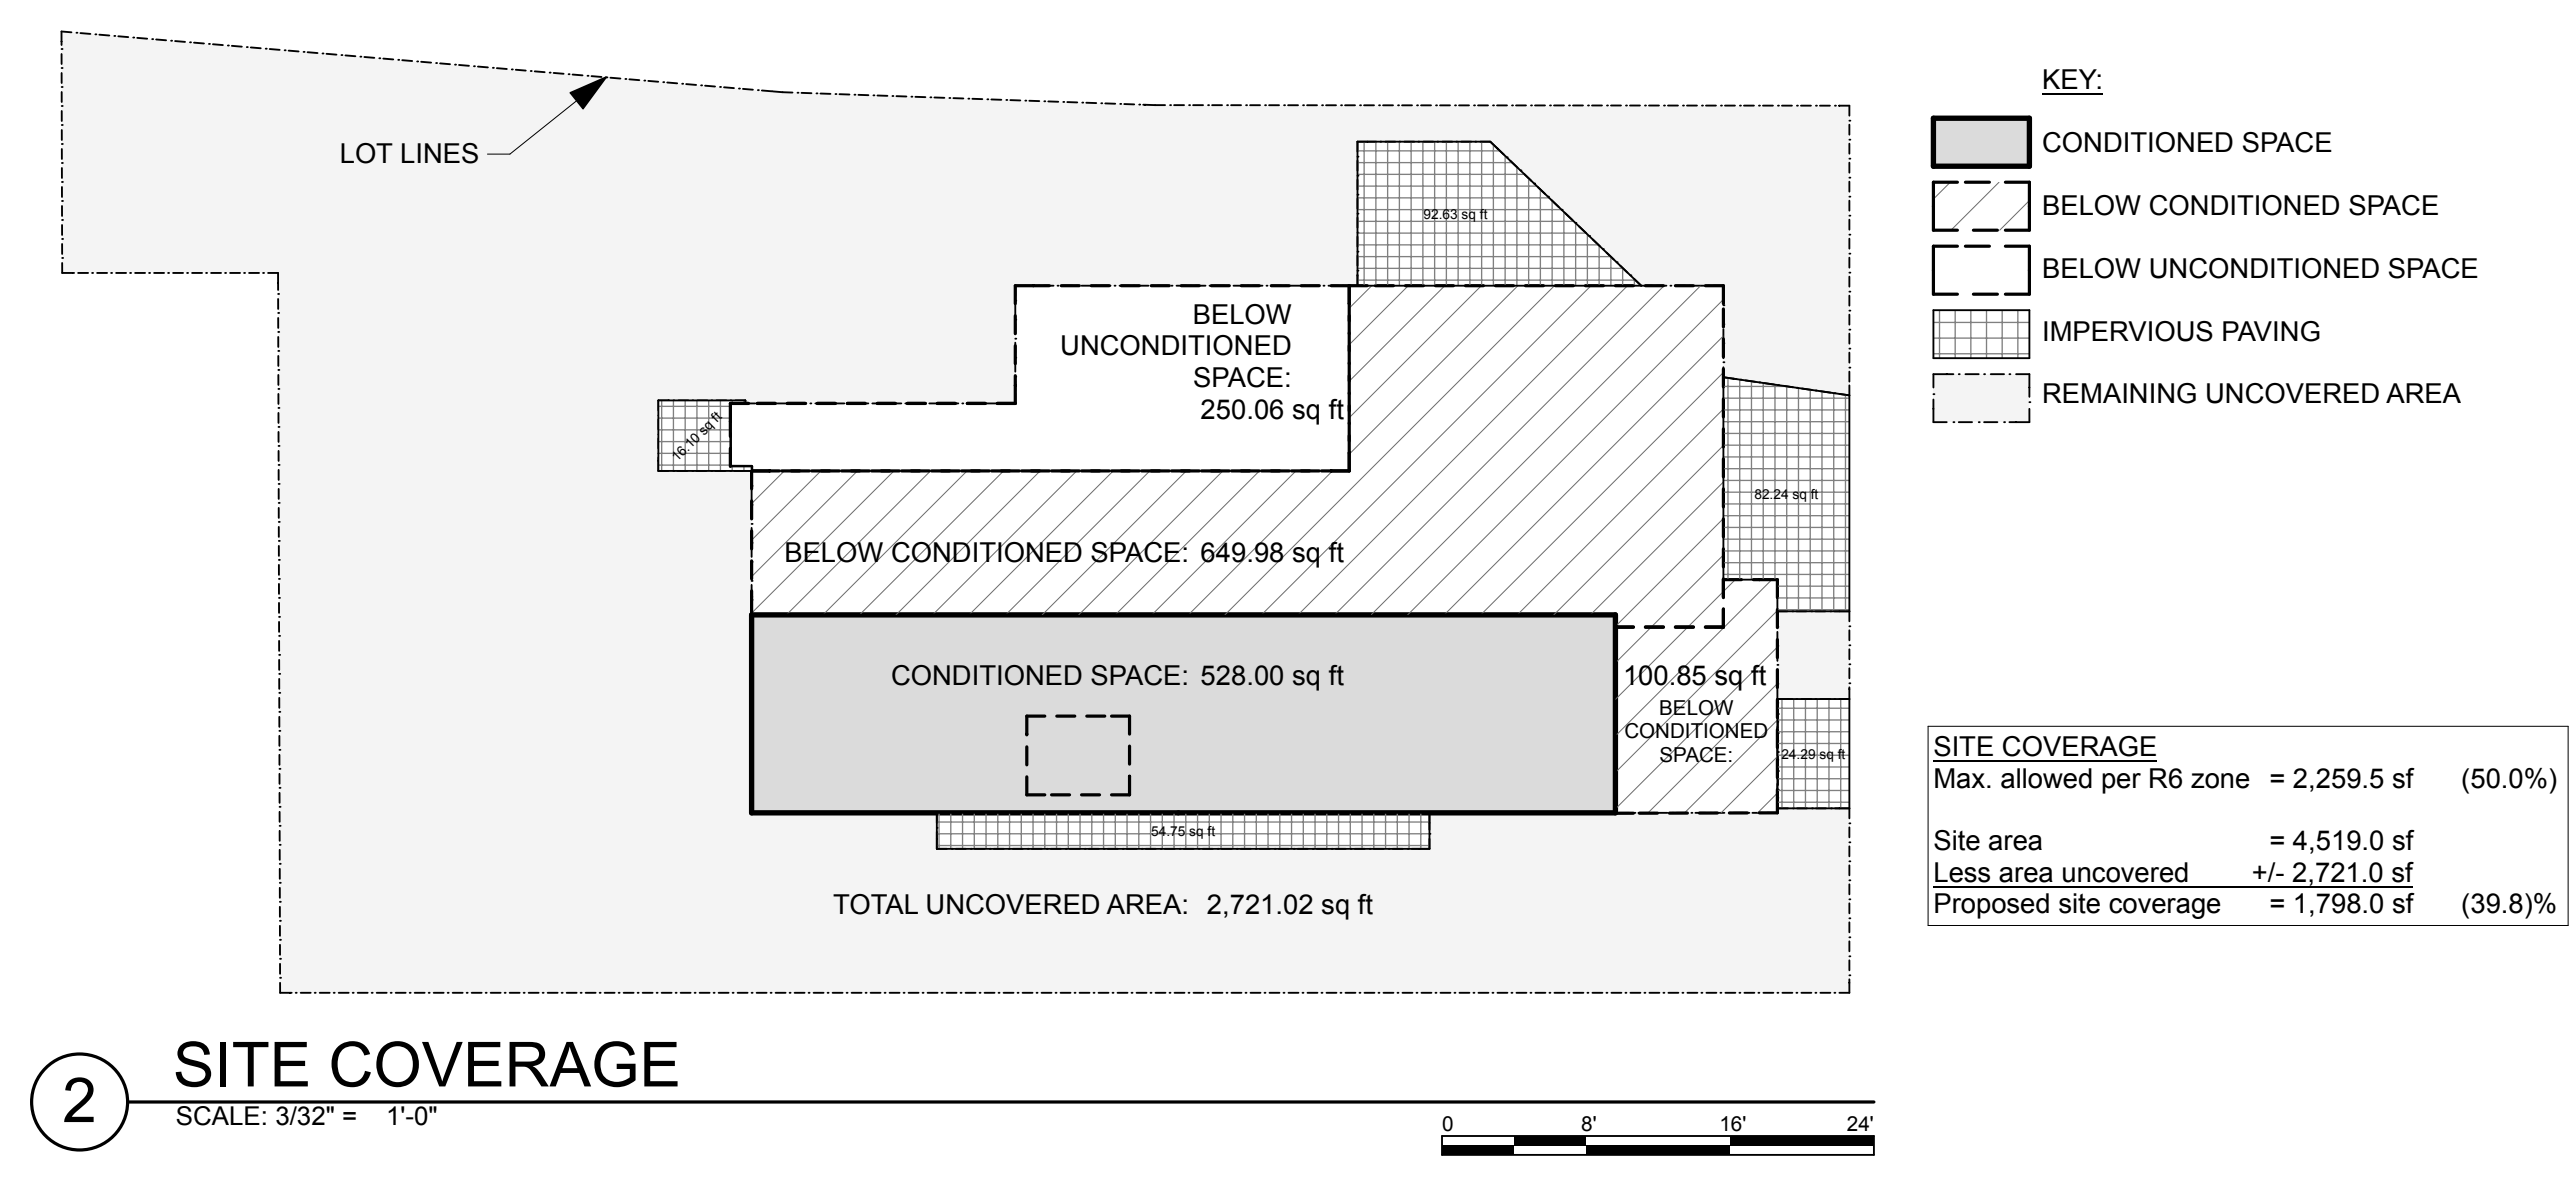 LOT LINES
92.63 sq ft
BELOW
UNCONDITIONED
SPACE:
250.06 sq ft
16.10 sq ft
82.24 sq ft
BELOW CONDITIONED SPACE: 649.98 sq ft
CONDITIONED SPACE: 528.00 sq ft
100.85 sq ft
BELOW
CONDITIONED
SPACE:
24.29 sq ft
54.75 sq ft
TOTAL UNCOVERED AREA: 2,721.02 sq ft
KEY:
CONDITIONED SPACE
BELOW CONDITIONED SPACE
BELOW UNCONDITIONED SPACE
IMPERVIOUS PAVING
REMAINING UNCOVERED AREA
SITE COVERAGE
Max. allowed per R6 zone = 2,259.5 sf (50.0%)
Site area = 4,519.0 sf
Less area uncovered +/- 2,721.0 sf
Proposed site coverage = 1,798.0 sf (39.8)%
2
SITE COVERAGE
SCALE: 3/32" = 1'-0"
0 8' 16' 24'